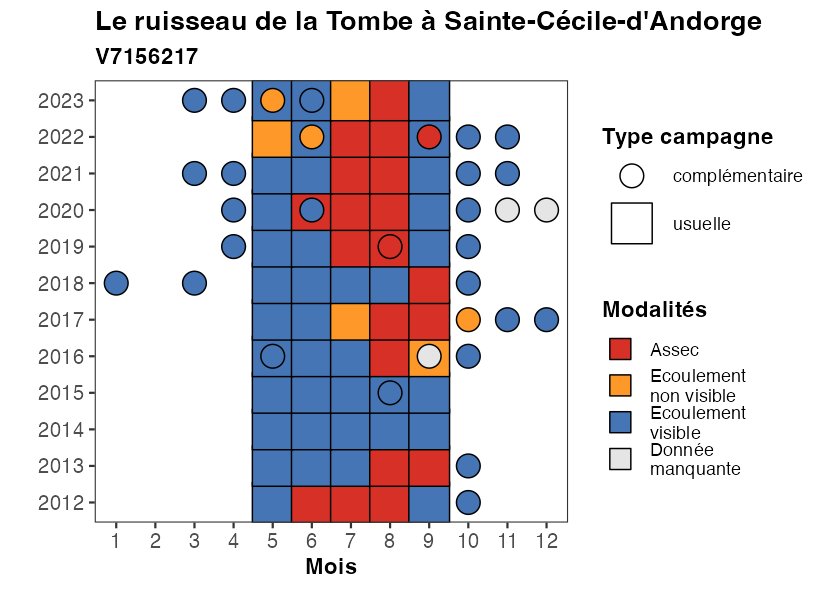 Le ruisseau de la Tombe à Sainte-Cécile-d'Andorge
V7156217
2023
2022
2021
2020
2019
2018
2017
2016
2015
2014
2013
2012
1 2 3 4 5 6 7 8 9 10 11 12
Mois
Type campagne
complémentaire
usuelle
Modalités
Assec
Ecoulement
non visible
Ecoulement
visible
Donnée
manquante